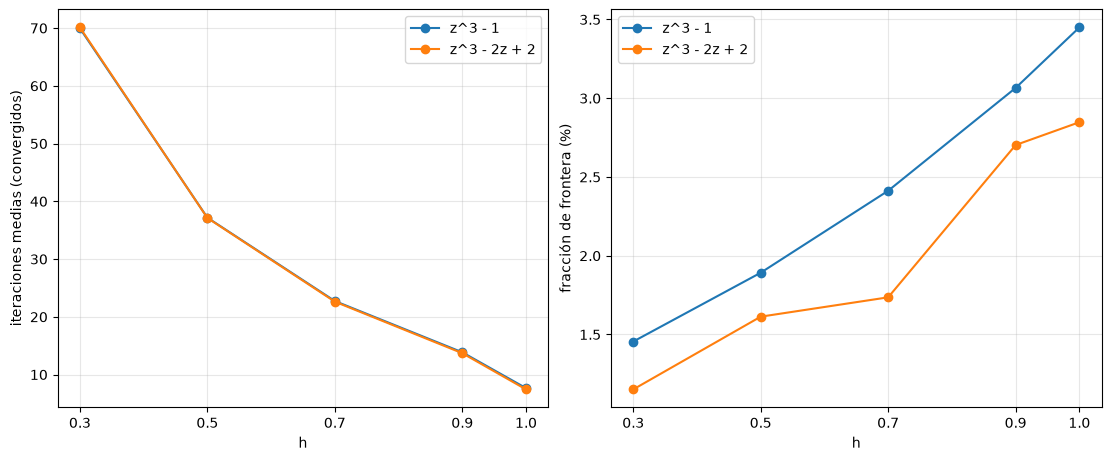 iteraciones medias (convergidos)
70
60
50
40
30
20
10
0.3 0.5 0.7 0.9 1.0
h
z^3 - 1
z^3 - 2z + 2
fracción de frontera (%)
3.5
3.0
2.5
2.0
1.5
0.3 0.5 0.7 0.9 1.0
h
z^3 - 1
z^3 - 2z + 2